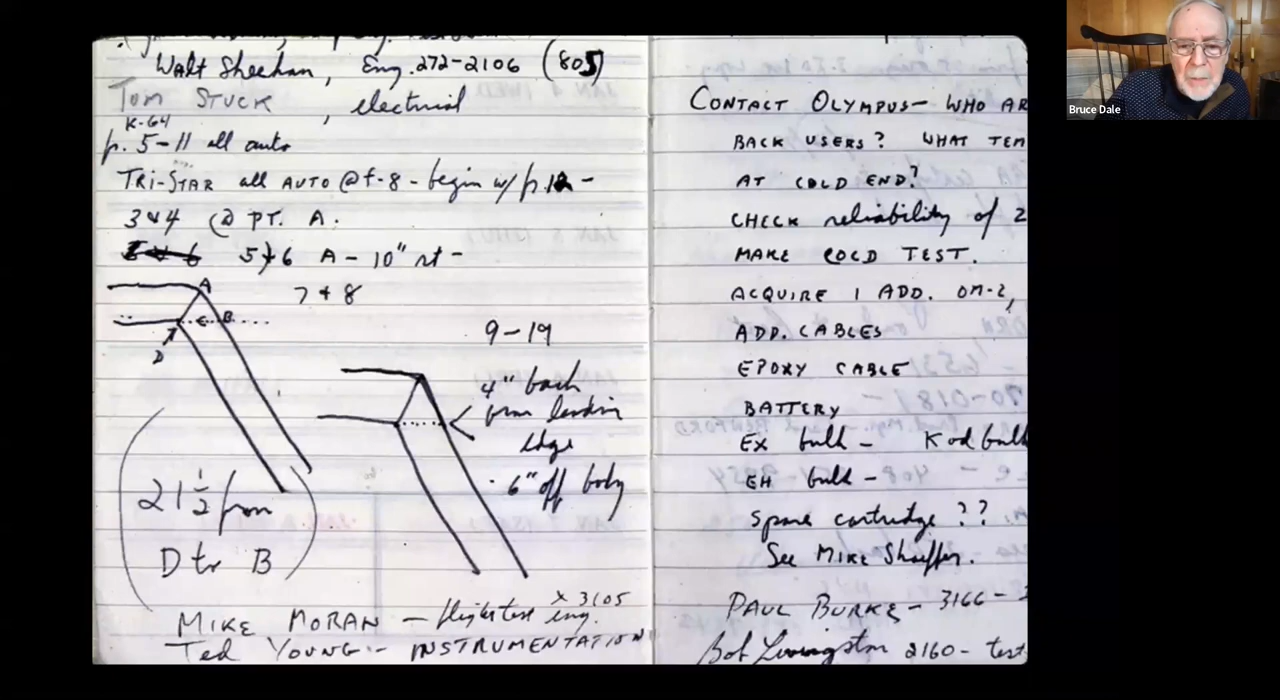 Walt Sheehan, Eng. 272-2106 (805)
Tom STUCK, electrial
K-64
p. 5-11 all auto
TRI-STAR all AUTO @ f-8 - begin w/ p.12 -
3 & 4 @ PT. A.
5 & 6 A - 10" rt -
7 & 8
A
B
D
9-19
4" back
from leadin
edge
6" off body
21 1/2 from
D to B
MIKE MORAN - flight test eng. x 3105
Ted YOUNG - INSTRUMENTATION
CONTACT OLYMPUS - WHO AR
BACK USERS? WHAT TEM
AT COLD END?
CHECK reliability of 2
MAKE COLD TEST.
ACQUIRE 1 ADD. OM-2,
ADD. CABLES
EPOXY CABLE
BATTERY
EX bulk - Kod bulk
EH bulk -
Spare cartridge ??
See MIKE Shaeffer.
PAUL BURKE - 3166 -
Bob Livingston 2160 - test
Bruce Dale